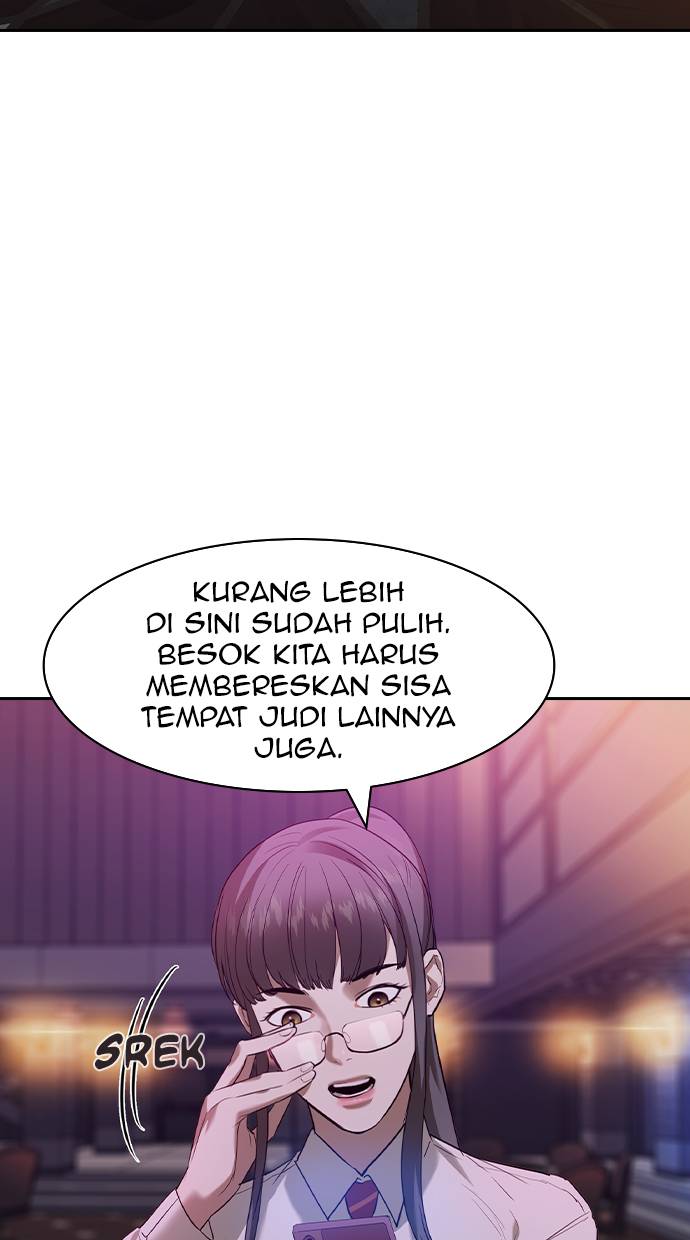 KURANG LEBIH
DI SINI SUDAH PULIH.
BESOK KITA HARUS
MEMBERESKAN SISA
TEMPAT JUDI LAINNYA
JUGA.
SREK